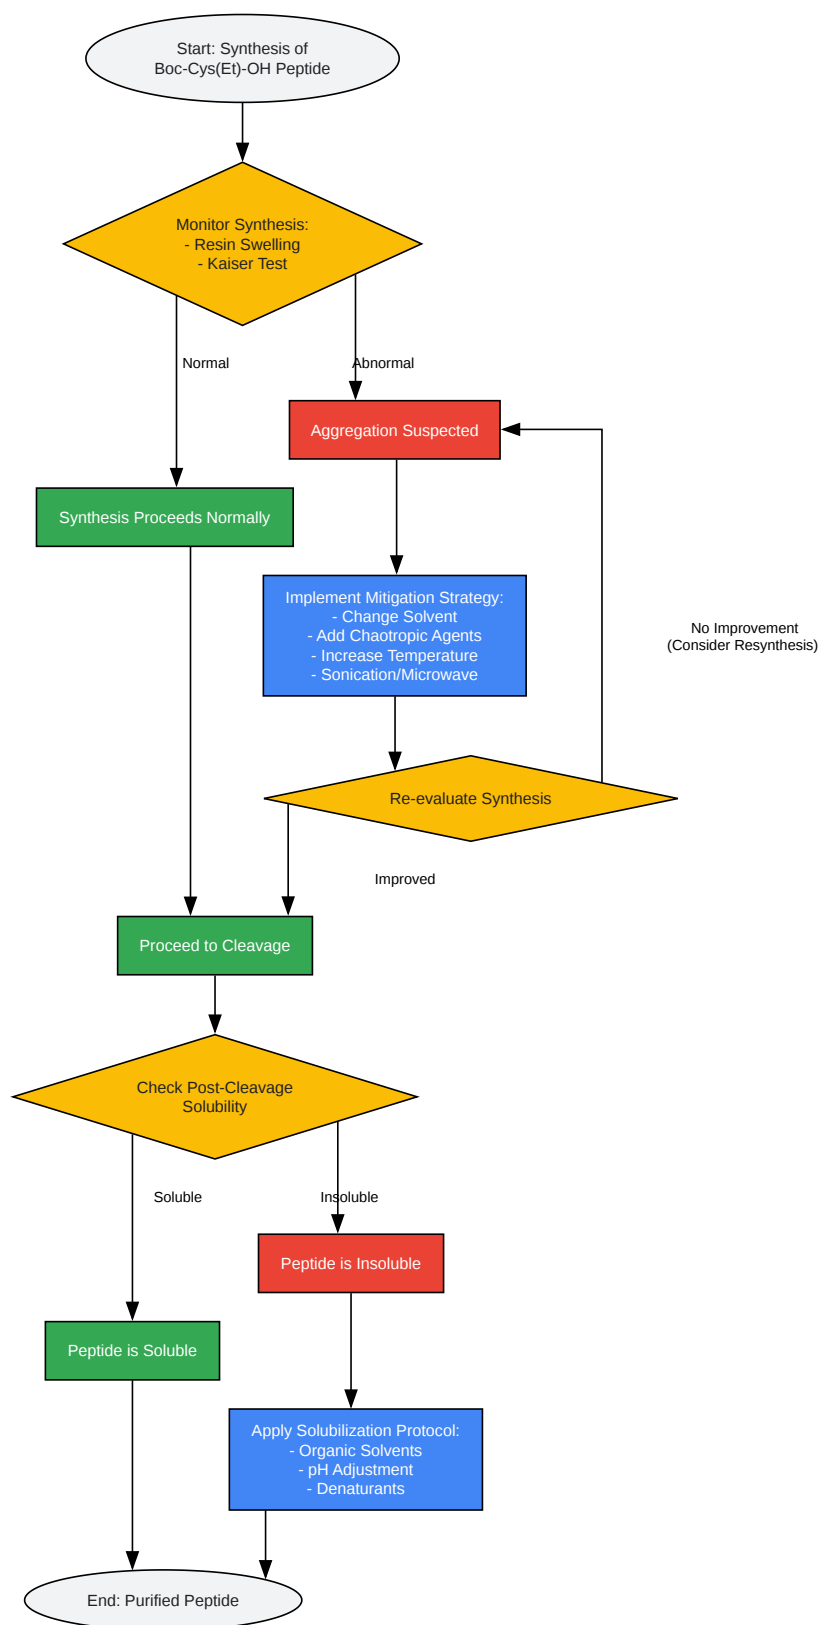 Start: Synthesis of
Boc-Cys(Et)-OH Peptide
Monitor Synthesis:
- Resin Swelling
- Kaiser Test
Normal
Abnormal
Aggregation Suspected
Synthesis Proceeds Normally
Implement Mitigation Strategy:
- Change Solvent
- Add Chaotropic Agents
- Increase Temperature
- Sonication/Microwave
No Improvement
(Consider Resynthesis)
Re-evaluate Synthesis
Improved
Proceed to Cleavage
Check Post-Cleavage
Solubility
Soluble
Insoluble
Peptide is Insoluble
Peptide is Soluble
Apply Solubilization Protocol:
- Organic Solvents
- pH Adjustment
- Denaturants
End: Purified Peptide